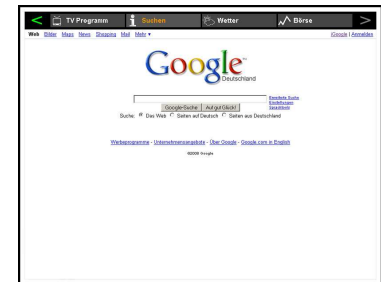 < TV Programm Suchen Wetter Börse >
Web Bilder Maps News Shopping Mail Mehr ▼ iGoogle | Anmelden
Google™
Deutschland
Erweiterte Suche
Einstellungen
Sprachtools
Google-Suche Auf gut Glück!
Suche: Das Web Seiten auf Deutsch Seiten aus Deutschland
Werbeprogramme - Unternehmensangebote - Über Google - Google.com in English
©2008 Google